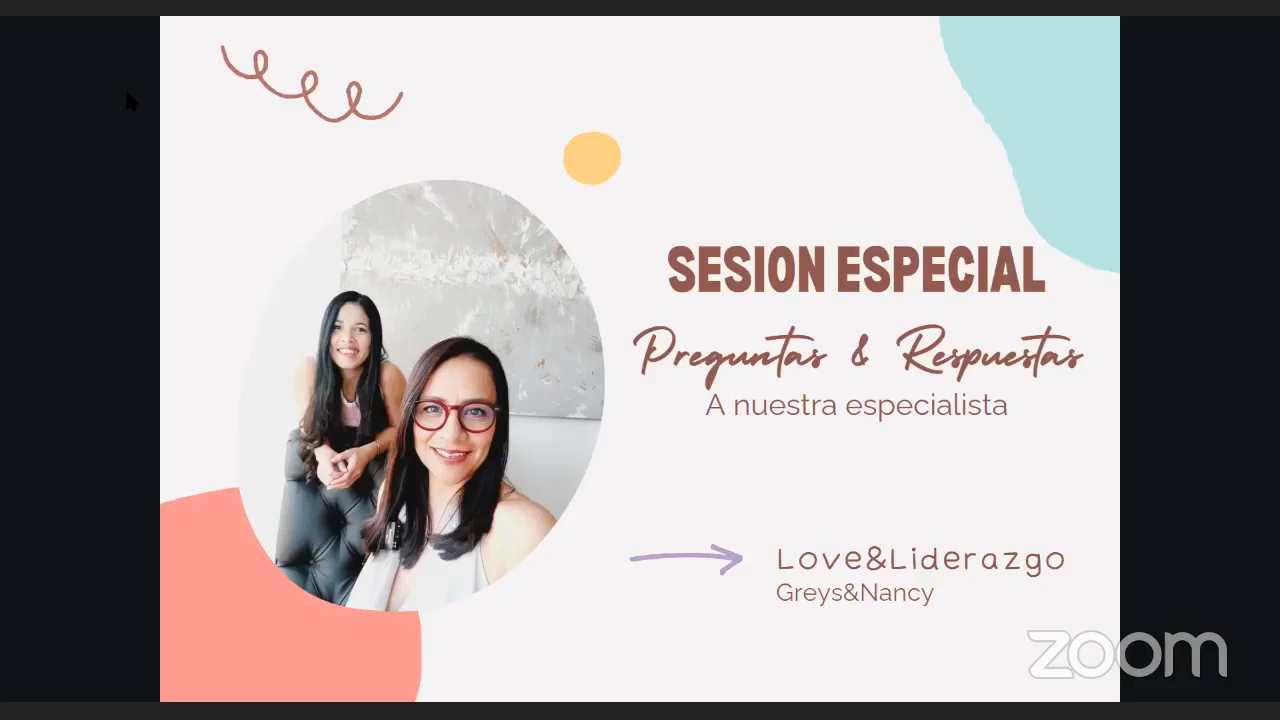 SESION ESPECIAL
Preguntas & Respuestas
A nuestra especialista
Love&Liderazgo
Greys&Nancy
zoom